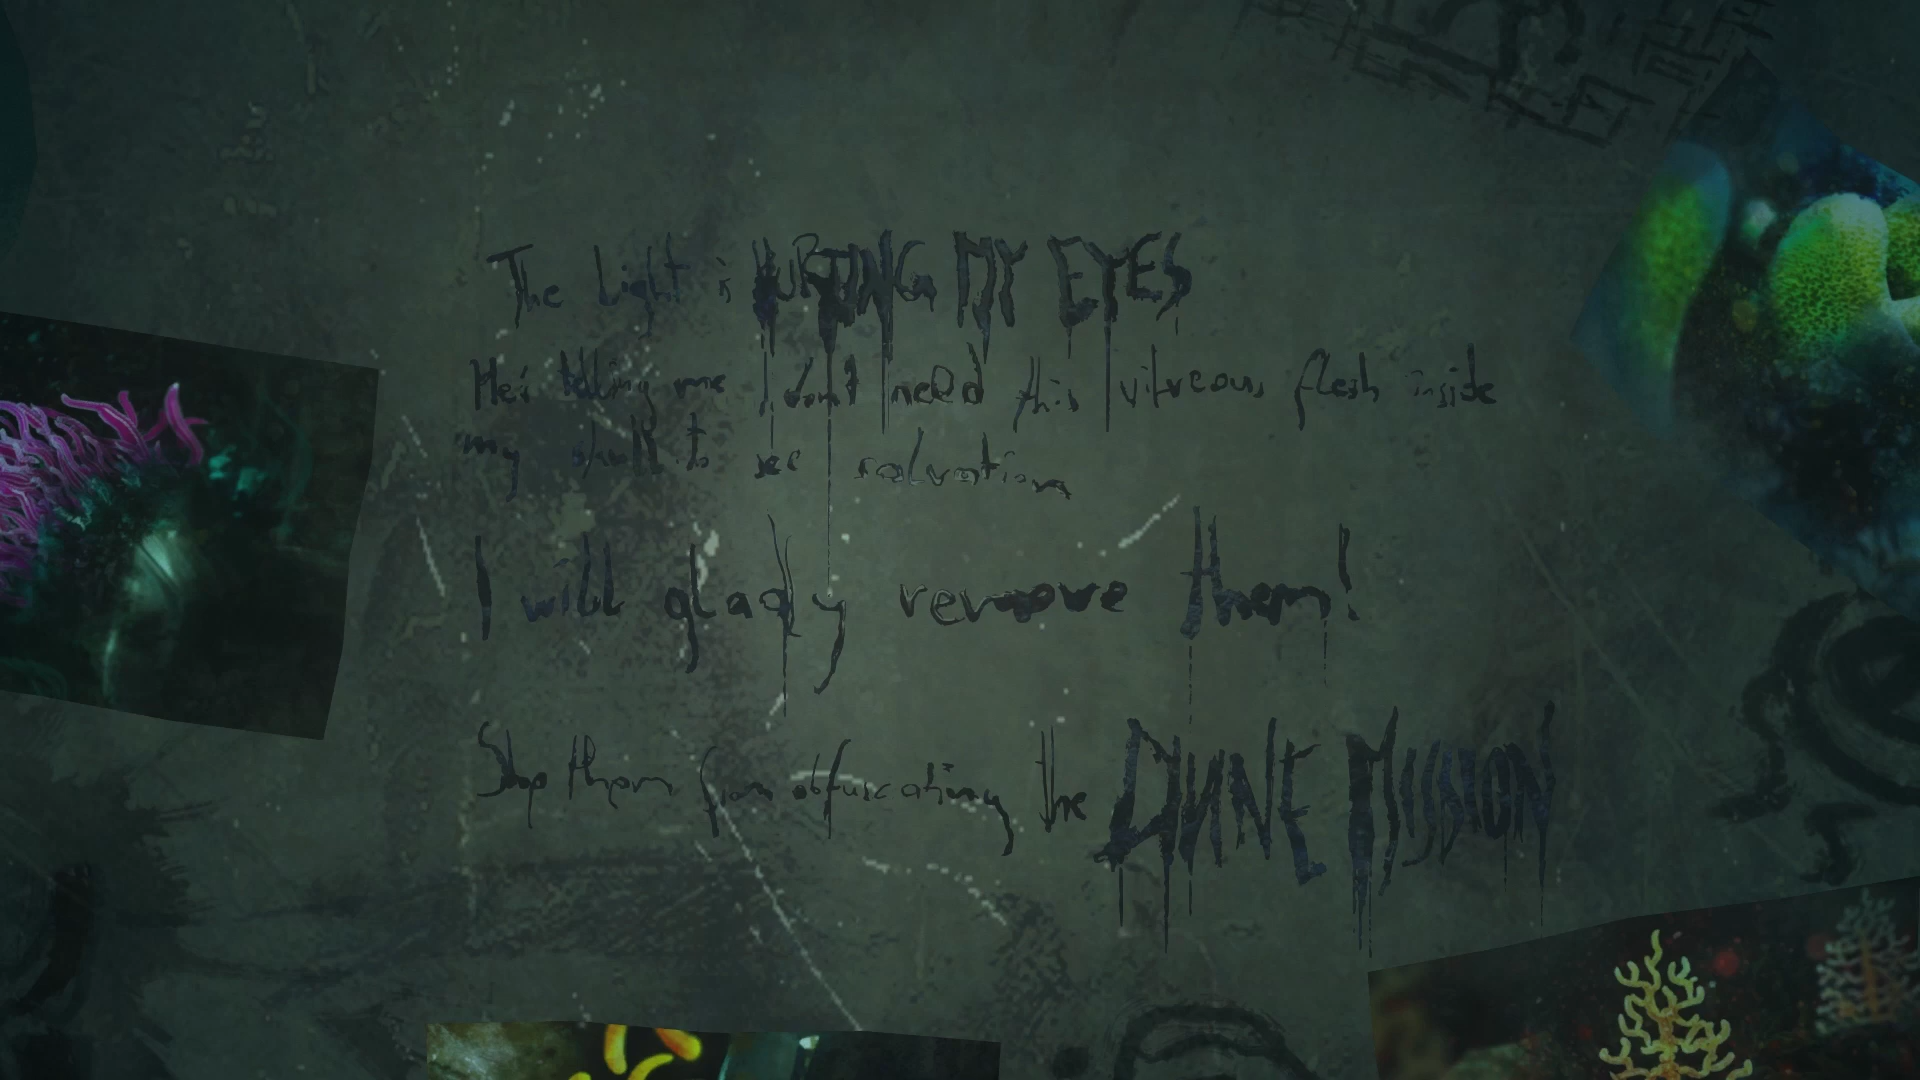 The Light is HURTING MY EYES
He's telling me I don't need this vitreous flesh inside
my skull to see salvation
I will gladly remove them!
Stop them from obfuscating the DIVINE MISSION